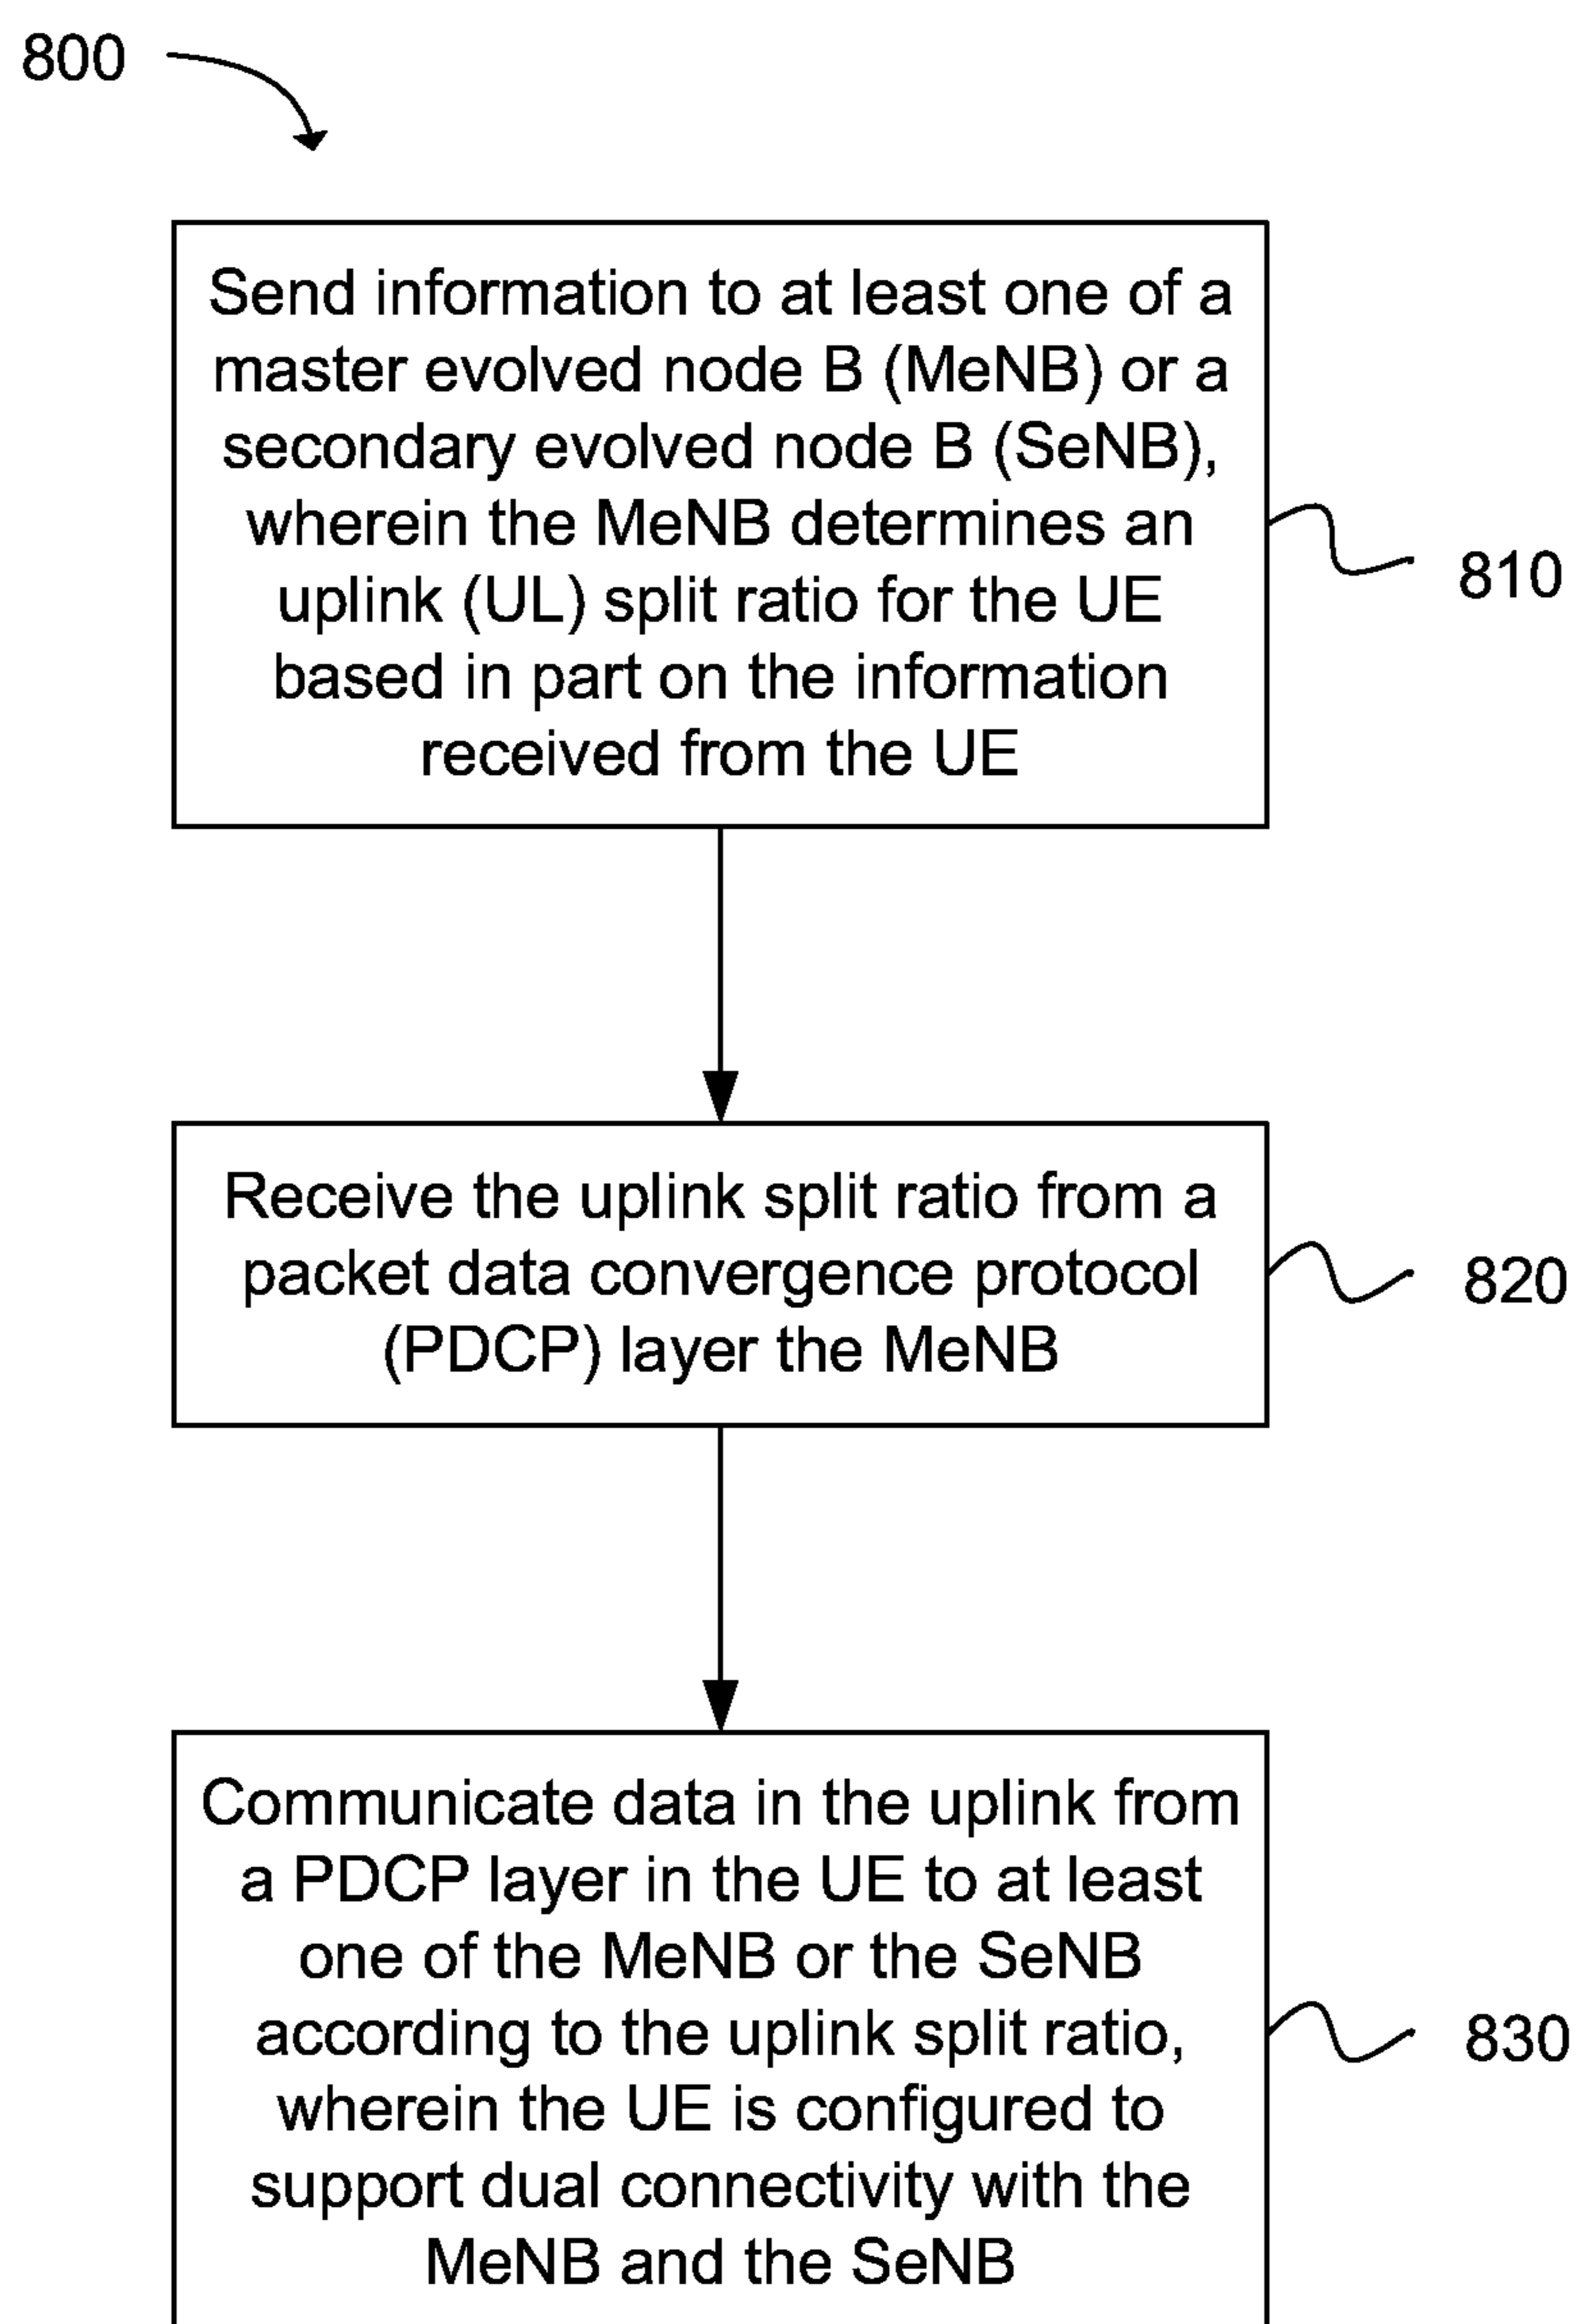 800
Send information to at least one of a
master evolved node B (MeNB) or a
secondary evolved node B (SeNB),
wherein the MeNB determines an
uplink (UL) split ratio for the UE
based in part on the information
received from the UE
810
Receive the uplink split ratio from a
packet data convergence protocol
(PDCP) layer the MeNB
820
Communicate data in the uplink from
a PDCP layer in the UE to at least
one of the MeNB or the SeNB
according to the uplink split ratio,
wherein the UE is configured to
support dual connectivity with the
MeNB and the SeNB
830